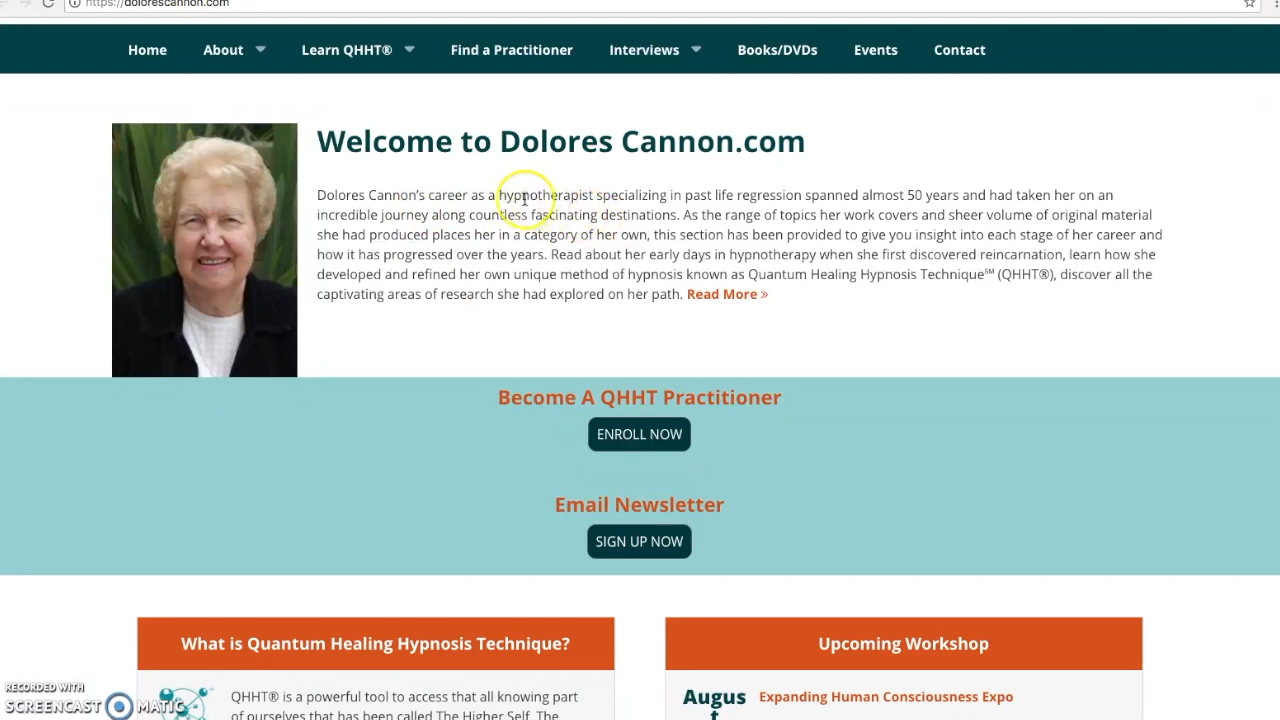 https://dolorescannon.com
Home About Learn QHHT® Find a Practitioner Interviews Books/DVDs Events Contact
Welcome to Dolores Cannon.com
Dolores Cannon's career as a hypnotherapist specializing in past life regression spanned almost 50 years and had taken her on an
incredible journey along countless fascinating destinations. As the range of topics her work covers and sheer volume of original material
she had produced places her in a category of her own, this section has been provided to give you insight into each stage of her career and
how it has progressed over the years. Read about her early days in hypnotherapy when she first discovered reincarnation, learn how she
developed and refined her own unique method of hypnosis known as Quantum Healing Hypnosis Technique℠ (QHHT®), discover all the
captivating areas of research she had explored on her path. Read More »
Become A QHHT Practitioner
ENROLL NOW
Email Newsletter
SIGN UP NOW
What is Quantum Healing Hypnosis Technique?
QHHT® is a powerful tool to access that all knowing part
of ourselves that has been called The Higher Self, The
Upcoming Workshop
Augus
t
Expanding Human Consciousness Expo
RECORDED WITH
SCREENCAST MATIC